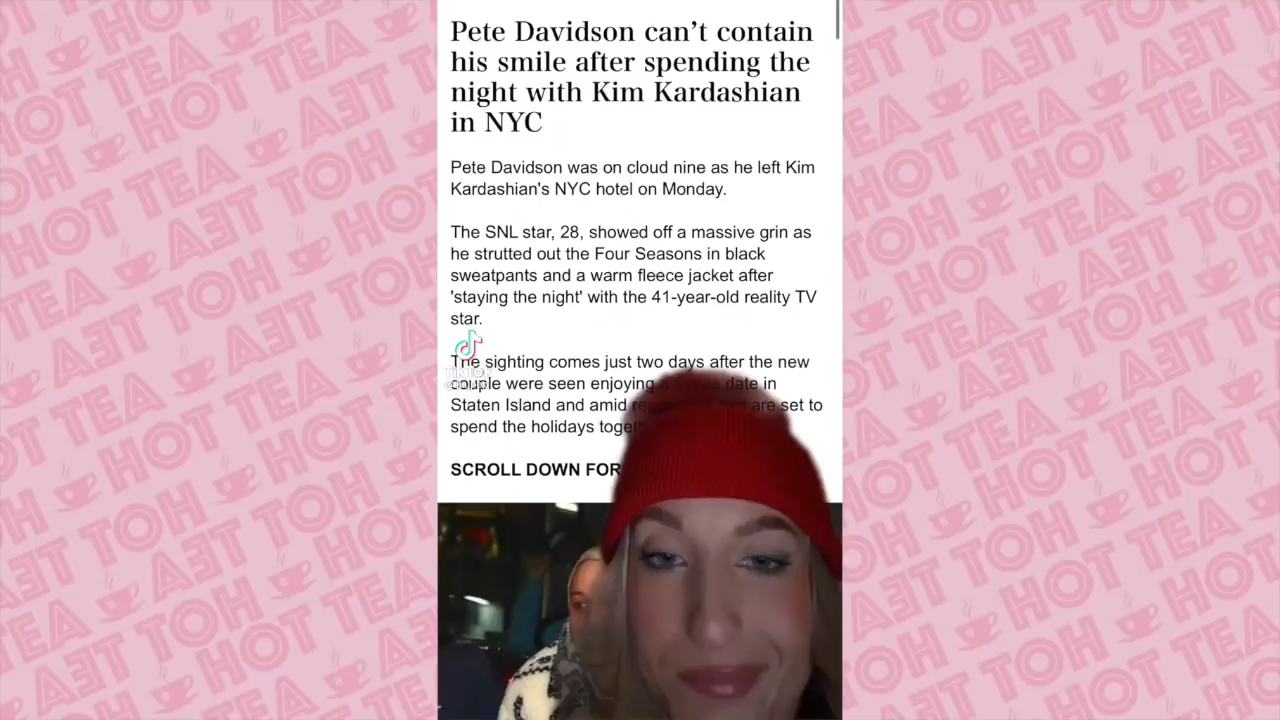 Pete Davidson can’t contain
his smile after spending the
night with Kim Kardashian
in NYC
Pete Davidson was on cloud nine as he left Kim
Kardashian's NYC hotel on Monday.
The SNL star, 28, showed off a massive grin as
he strutted out the Four Seasons in black
sweatpants and a warm fleece jacket after
'staying the night' with the 41-year-old reality TV
star.
The sighting comes just two days after the new
couple were seen enjoying a date in
Staten Island and amid are set to
spend the holidays
SCROLL DOWN FOR
TikTok
HOT TEA